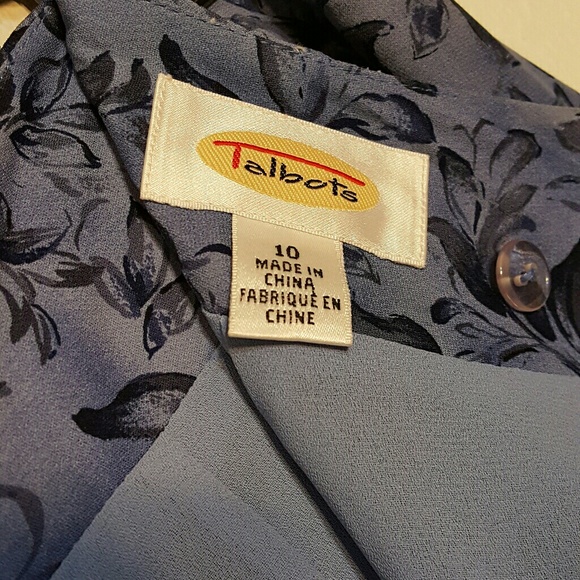 Talbots
10
MADE IN
CHINA
FABRIQUÉ EN
CHINE